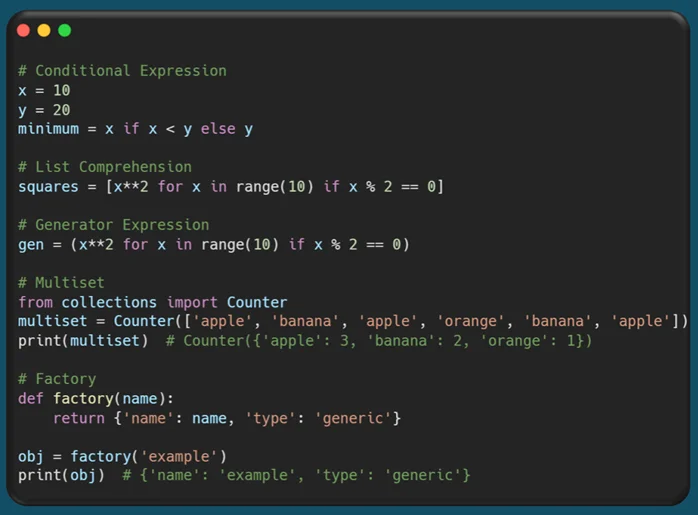 # Conditional Expression
x = 10
y = 20
minimum = x if x < y else y
# List Comprehension
squares = [x**2 for x in range(10) if x % 2 == 0]
# Generator Expression
gen = (x**2 for x in range(10) if x % 2 == 0)
# Multiset
from collections import Counter
multiset = Counter(['apple', 'banana', 'apple', 'orange', 'banana', 'apple'])
print(multiset)  # Counter({'apple': 3, 'banana': 2, 'orange': 1})
# Factory
def factory(name):
    return {'name': name, 'type': 'generic'}
obj = factory('example')
print(obj)  # {'name': 'example', 'type': 'generic'}